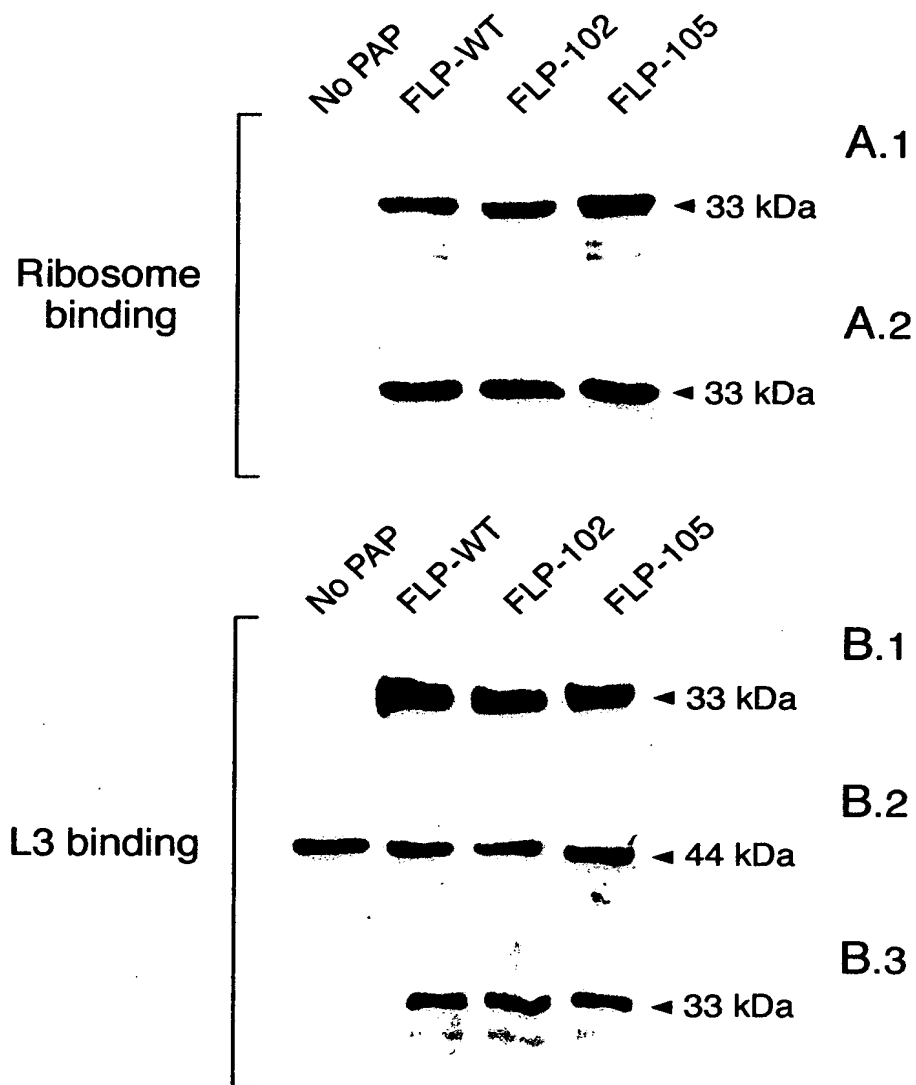 No PAP
FLP-WT
FLP-102
FLP-105
A.1
◄ 33 kDa
Ribosome
binding
A.2
◄ 33 kDa
No PAP
FLP-WT
FLP-102
FLP-105
B.1
◄ 33 kDa
B.2
L3 binding
◄ 44 kDa
B.3
◄ 33 kDa